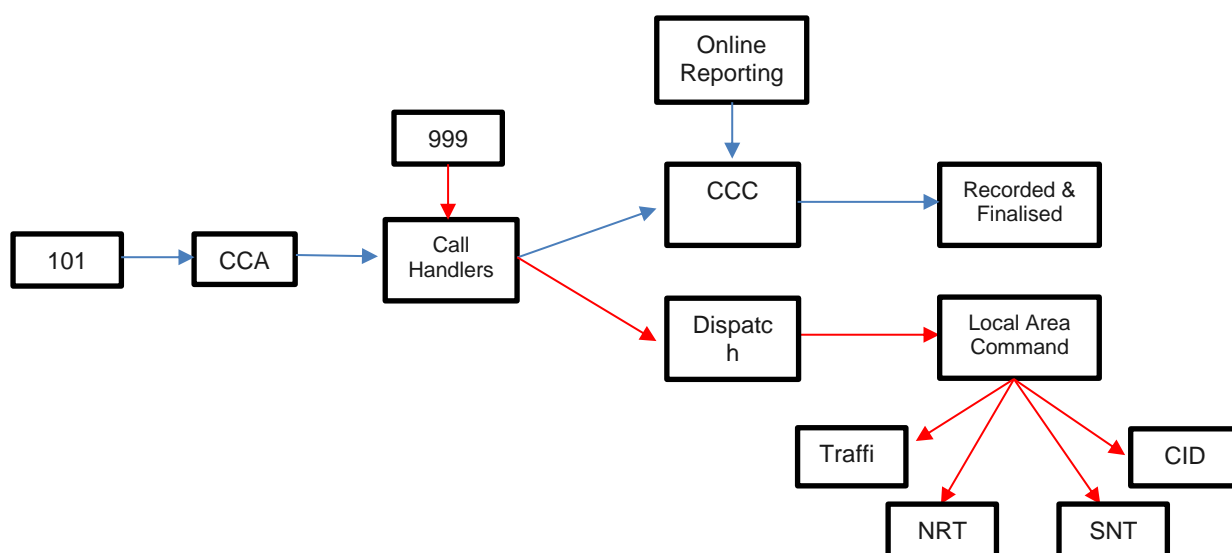 Online
Reporting
999
CCC
Recorded &
Finalised
101
CCA
Call
Handlers
Dispatc
h
Local Area
Command
Traffi
CID
NRT
SNT